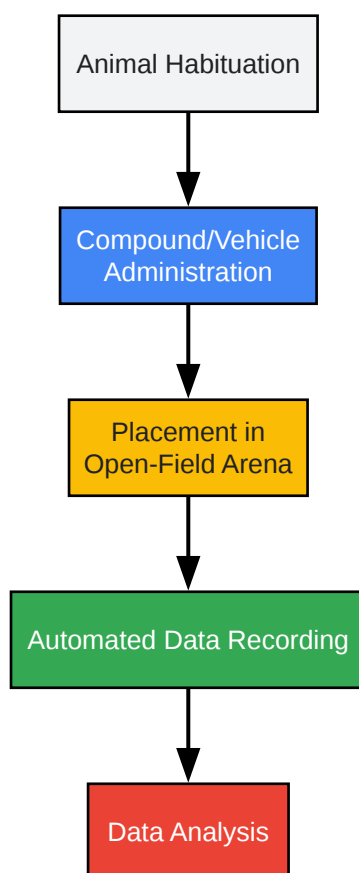 Animal Habituation
Compound/Vehicle
Administration
Placement in
Open-Field Arena
Automated Data Recording
Data Analysis